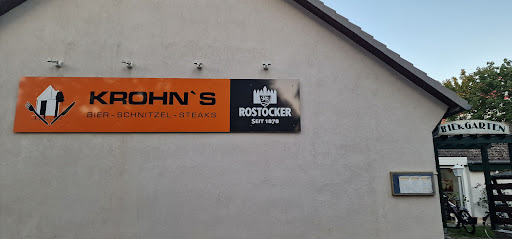 KROHN`S
BIER - SCHNITZEL - STEAKS
ROSTOCKER
SEIT 1878
BIERGARTEN